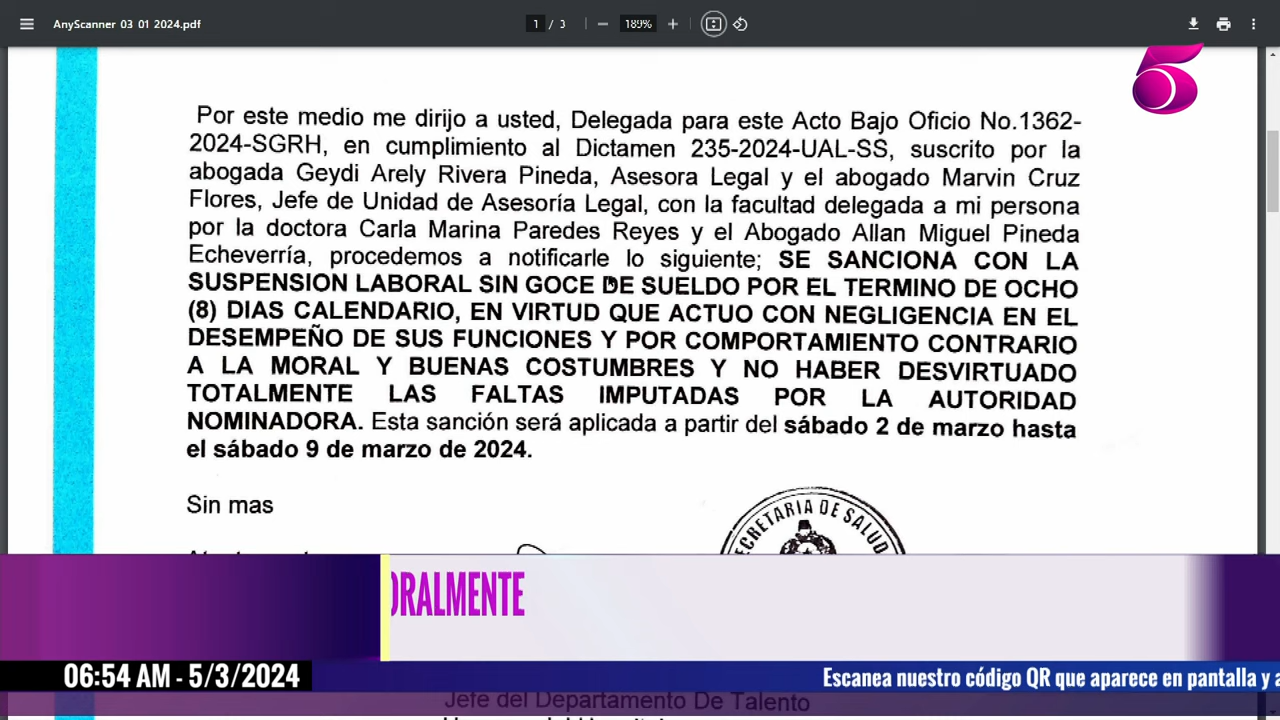 AnyScanner 03 01 2024.pdf
1 / 3
189%
5
Por este medio me dirijo a usted, Delegada para este Acto Bajo Oficio No.1362-
2024-SGRH, en cumplimiento al Dictamen 235-2024-UAL-SS, suscrito por la
abogada Geydi Arely Rivera Pineda, Asesora Legal y el abogado Marvin Cruz
Flores, Jefe de Unidad de Asesoría Legal, con la facultad delegada a mi persona
por la doctora Carla Marina Paredes Reyes y el Abogado Allan Miguel Pineda
Echeverría, procedemos a notificarle lo siguiente; SE SANCIONA CON LA
SUSPENSION LABORAL SIN GOCE DE SUELDO POR EL TERMINO DE OCHO
(8) DIAS CALENDARIO, EN VIRTUD QUE ACTUO CON NEGLIGENCIA EN EL
DESEMPEÑO DE SUS FUNCIONES Y POR COMPORTAMIENTO CONTRARIO
A LA MORAL Y BUENAS COSTUMBRES Y NO HABER DESVIRTUADO
TOTALMENTE LAS FALTAS IMPUTADAS POR LA AUTORIDAD
NOMINADORA. Esta sanción será aplicada a partir del sábado 2 de marzo hasta
el sábado 9 de marzo de 2024.
Sin mas
SECRETARIA DE SALUD
ORALMENTE
06:54 AM - 5/3/2024
Escanea nuestro código QR que aparece en pantalla y a
Jefe del Departamento De Talento